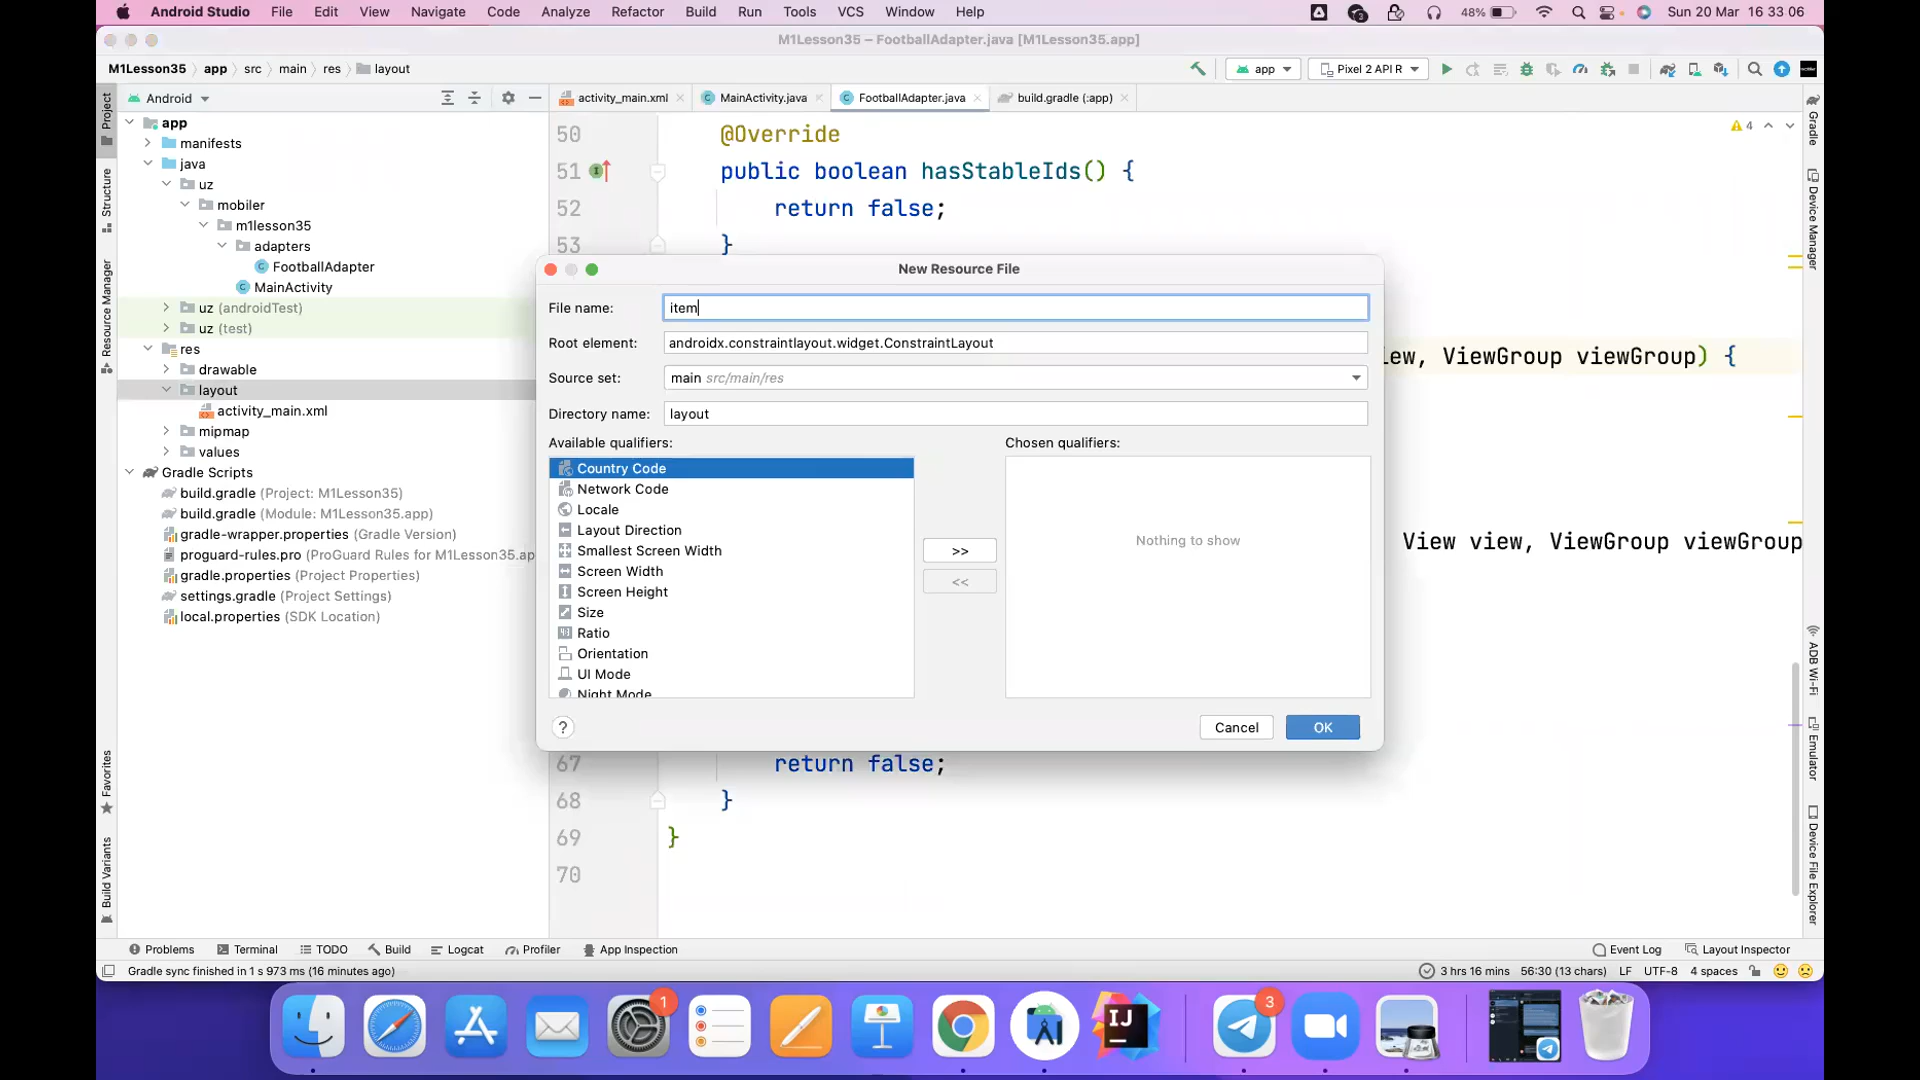 Android Studio File Edit View Navigate Code Analyze Refactor Build Run Tools VCS Window Help 3 48% Sun 20 Mar 16 33 06
M1Lesson35 – FootballAdapter.java [M1Lesson35.app]
M1Lesson35 app src main res layout app Pixel 2 API R
Android activity_main.xml MainActivity.java FootballAdapter.java build.gradle (:app)
Project
Structure
Resource Manager
Favorites
Build Variants
app
manifests
java
uz
mobiler
m1lesson35
adapters
FootballAdapter
MainActivity
uz (androidTest)
uz (test)
res
drawable
layout
activity_main.xml
mipmap
values
Gradle Scripts
build.gradle (Project: M1Lesson35)
build.gradle (Module: M1Lesson35.app)
gradle-wrapper.properties (Gradle Version)
proguard-rules.pro (ProGuard Rules for M1Lesson35.ap
gradle.properties (Project Properties)
settings.gradle (Project Settings)
local.properties (SDK Location)
4
50 @Override
51 public boolean hasStableIds() {
52 return false;
53 }
iew, ViewGroup viewGroup) {
View view, ViewGroup viewGroup
67 return false;
68 }
69 }
70
New Resource File
File name: item
Root element: androidx.constraintlayout.widget.ConstraintLayout
Source set: main src/main/res
Directory name: layout
Available qualifiers: Chosen qualifiers:
Country Code
Network Code
Locale
Layout Direction
Smallest Screen Width
Screen Width
Screen Height
Size
Ratio
Orientation
UI Mode
Night Mode
>>
<<
Nothing to show
? Cancel OK
Gradle
Device Manager
ADB Wi-Fi
Emulator
Device File Explorer
Problems Terminal TODO Build Logcat Profiler App Inspection Event Log Layout Inspector
Gradle sync finished in 1 s 973 ms (16 minutes ago) 3 hrs 16 mins 56:30 (13 chars) LF UTF-8 4 spaces
1 IJ 3